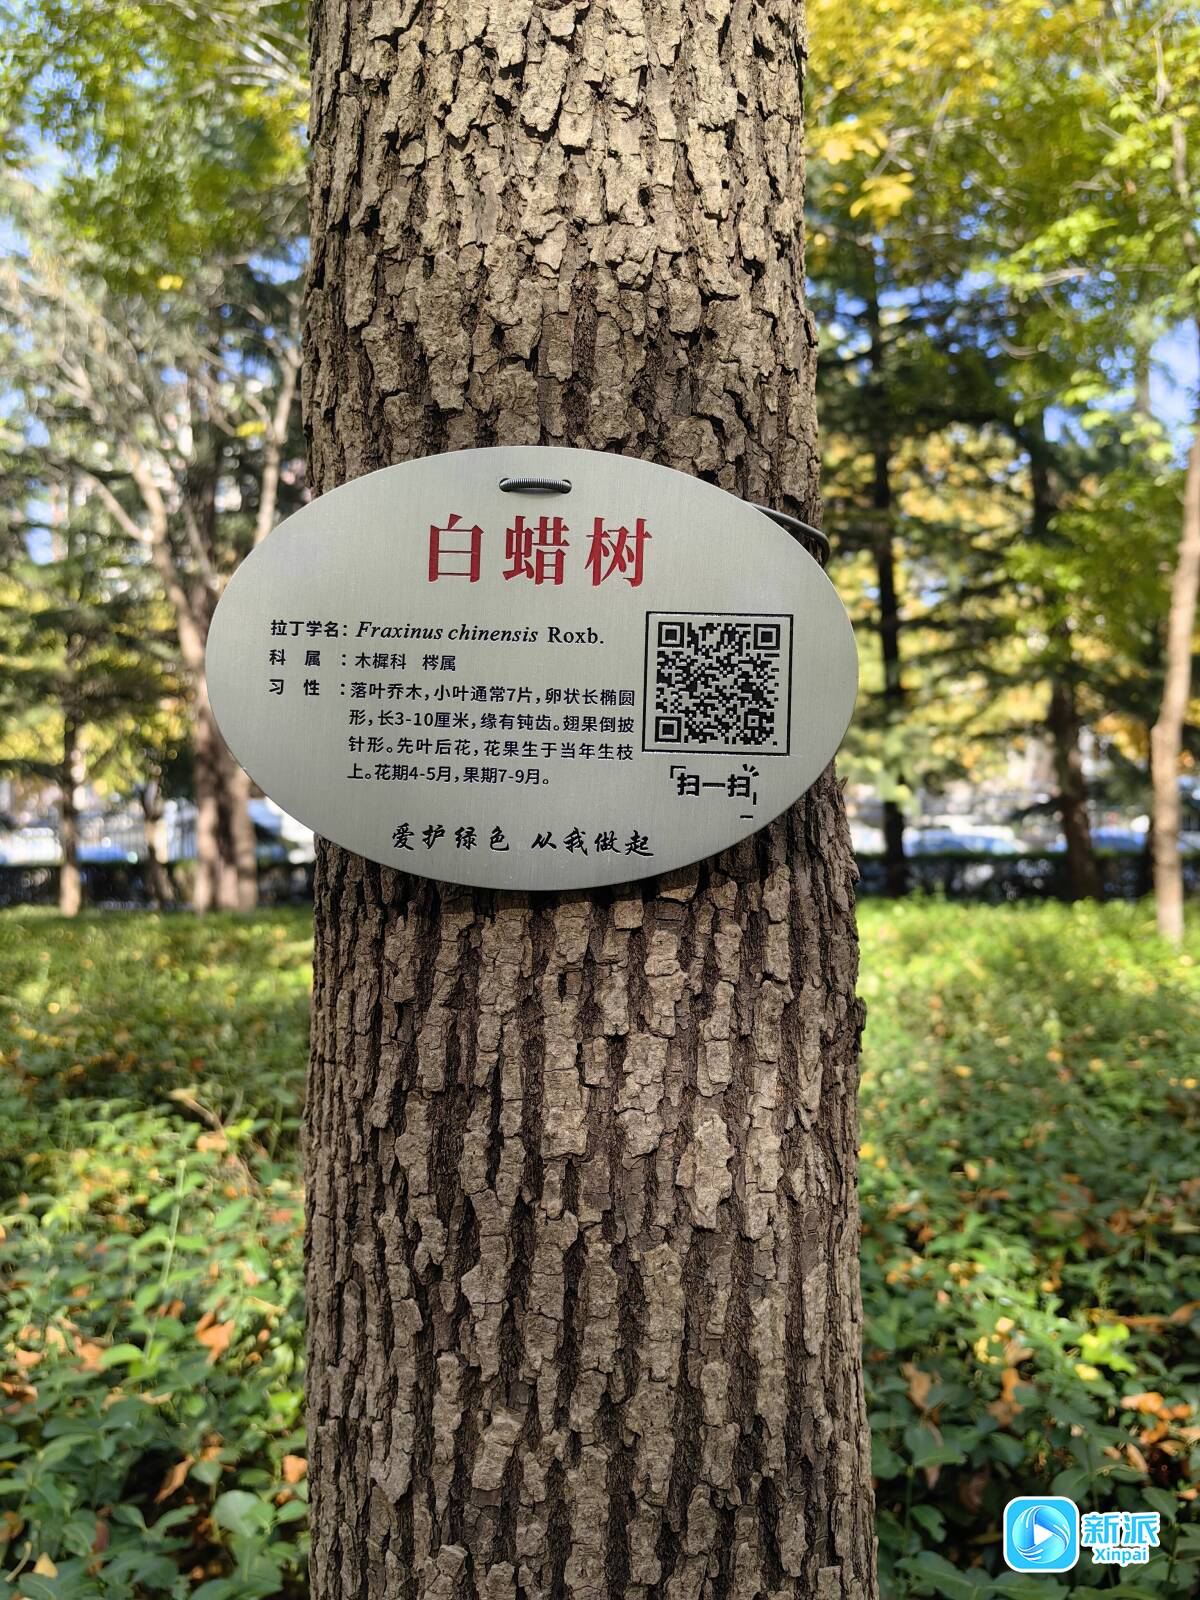 白蜡树
拉丁学名：Fraxinus chinensis Roxb.
科 属 ：木樨科 梣属
习 性 ：落叶乔木，小叶通常7片，卵状长椭圆
形，长3-10厘米，缘有钝齿。翅果倒披
针形。先叶后花，花果生于当年生枝
上。花期4-5月，果期7-9月。
「扫一扫」
爱护绿色 从我做起
新派
Xinpai